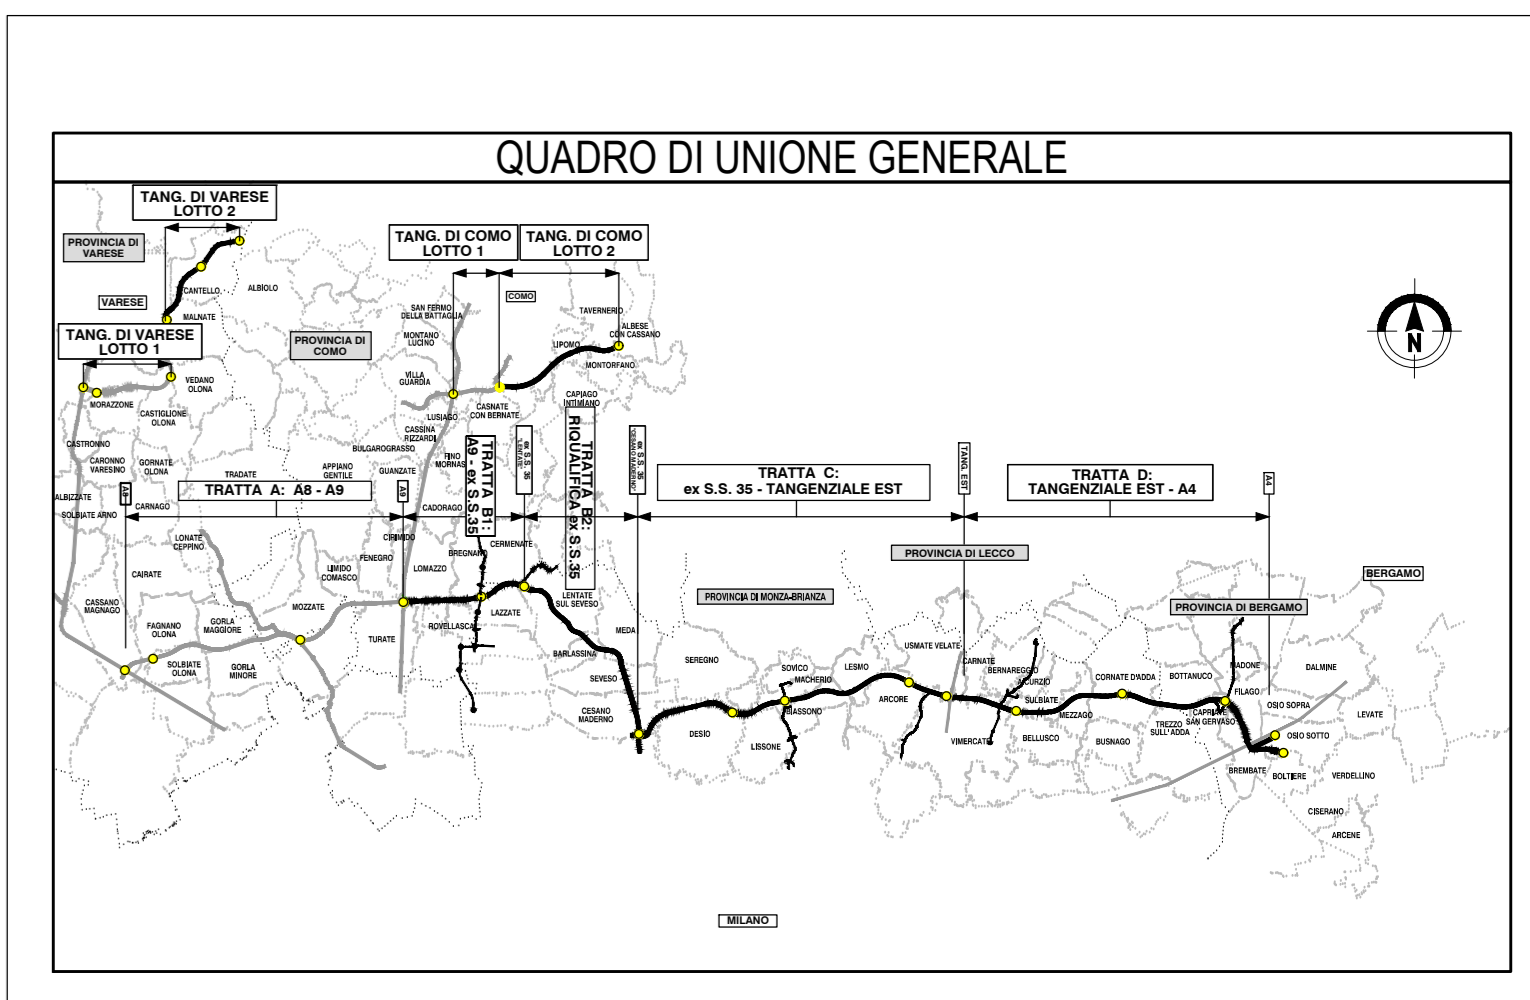 QUADRO DI UNIONE GENERALE
TANG. DI VARESE
LOTTO 2
PROVINCIA DI
VARESE
TANG. DI COMO
LOTTO 1
TANG. DI COMO
LOTTO 2
CANTELLO
ALBIOLO
VARESE
COMO
MALNATE
SAN FERMO
DELLA BATTAGLIA
TAVERNERIO
ALBESE
CON CASSANO
TANG. DI VARESE
LOTTO 1
PROVINCIA DI
COMO
MONTANO
LUCINO
LIPOMO
MONTORFANO
N
VEDANO
OLONA
VILLA
GUARDIA
MORAZZONE
CASTIGLIONE
OLONA
LUSIAGO
CASNATE
CON BERNATE
CAPIAGO
INTIMIANO
CASSINA
RIZZARDI
CASTRONNO
BULGAROGRASSO
FINO
MORNAS
CARONNO
VARESINO
GORNATE
OLONA
TRADATE
APPIANO
GENTILE
GUANZATE
TRATTA B1:
A9 - ex S.S.35
ex S.S. 35
"LENTATE"
TRATTA B2:
RIQUALIFICA ex S.S.35
ex S.S. 35
"CESANO MADERNO"
TRATTA C:
ex S.S. 35 - TANGENZIALE EST
TANG. EST
TRATTA D:
TANGENZIALE EST - A4
A4
TRATTA A: A8 - A9
A8
A9
ALBIZZATE
SOLBIATE ARNO
CARNAGO
CADORAGO
LONATE
CEPPINO
CIRIMIDO
FENEGRO
BREGNANO
CERMENATE
PROVINCIA DI LECCO
LIMIDO
COMASCO
LOMAZZO
CAIRATE
BERGAMO
CASSANO
MAGNAGO
MOZZATE
LAZZATE
LENTATE
SUL SEVESO
PROVINCIA DI MONZA-BRIANZA
PROVINCIA DI BERGAMO
FAGNANO
OLONA
GORLA
MAGGIORE
TURATE
ROVELLASCA
MEDA
BARLASSINA
SEREGNO
SOVICO
MACHERIO
LESMO
USMATE VELATE
CARNATE
BERNAREGGIO
SOLBIATE
OLONA
GORLA
MINORE
SEVESO
CORNATE D'ADDA
BOTTANUCO
MADONE
DALMINE
FILAGO
ARCORE
SULBIATE
CESANO
MADERNO
BIASSONO
MEZZAGO
OSIO SOPRA
LEVATE
DESIO
LISSONE
VIMERCATE
BELLUSCO
BUSNAGO
TREZZO
SULL'ADDA
SAN GERVASO
OSIO SOTTO
BREMBATE
BOLTIERE
VERDELLINO
CISERANO
ARCENE
MILANO